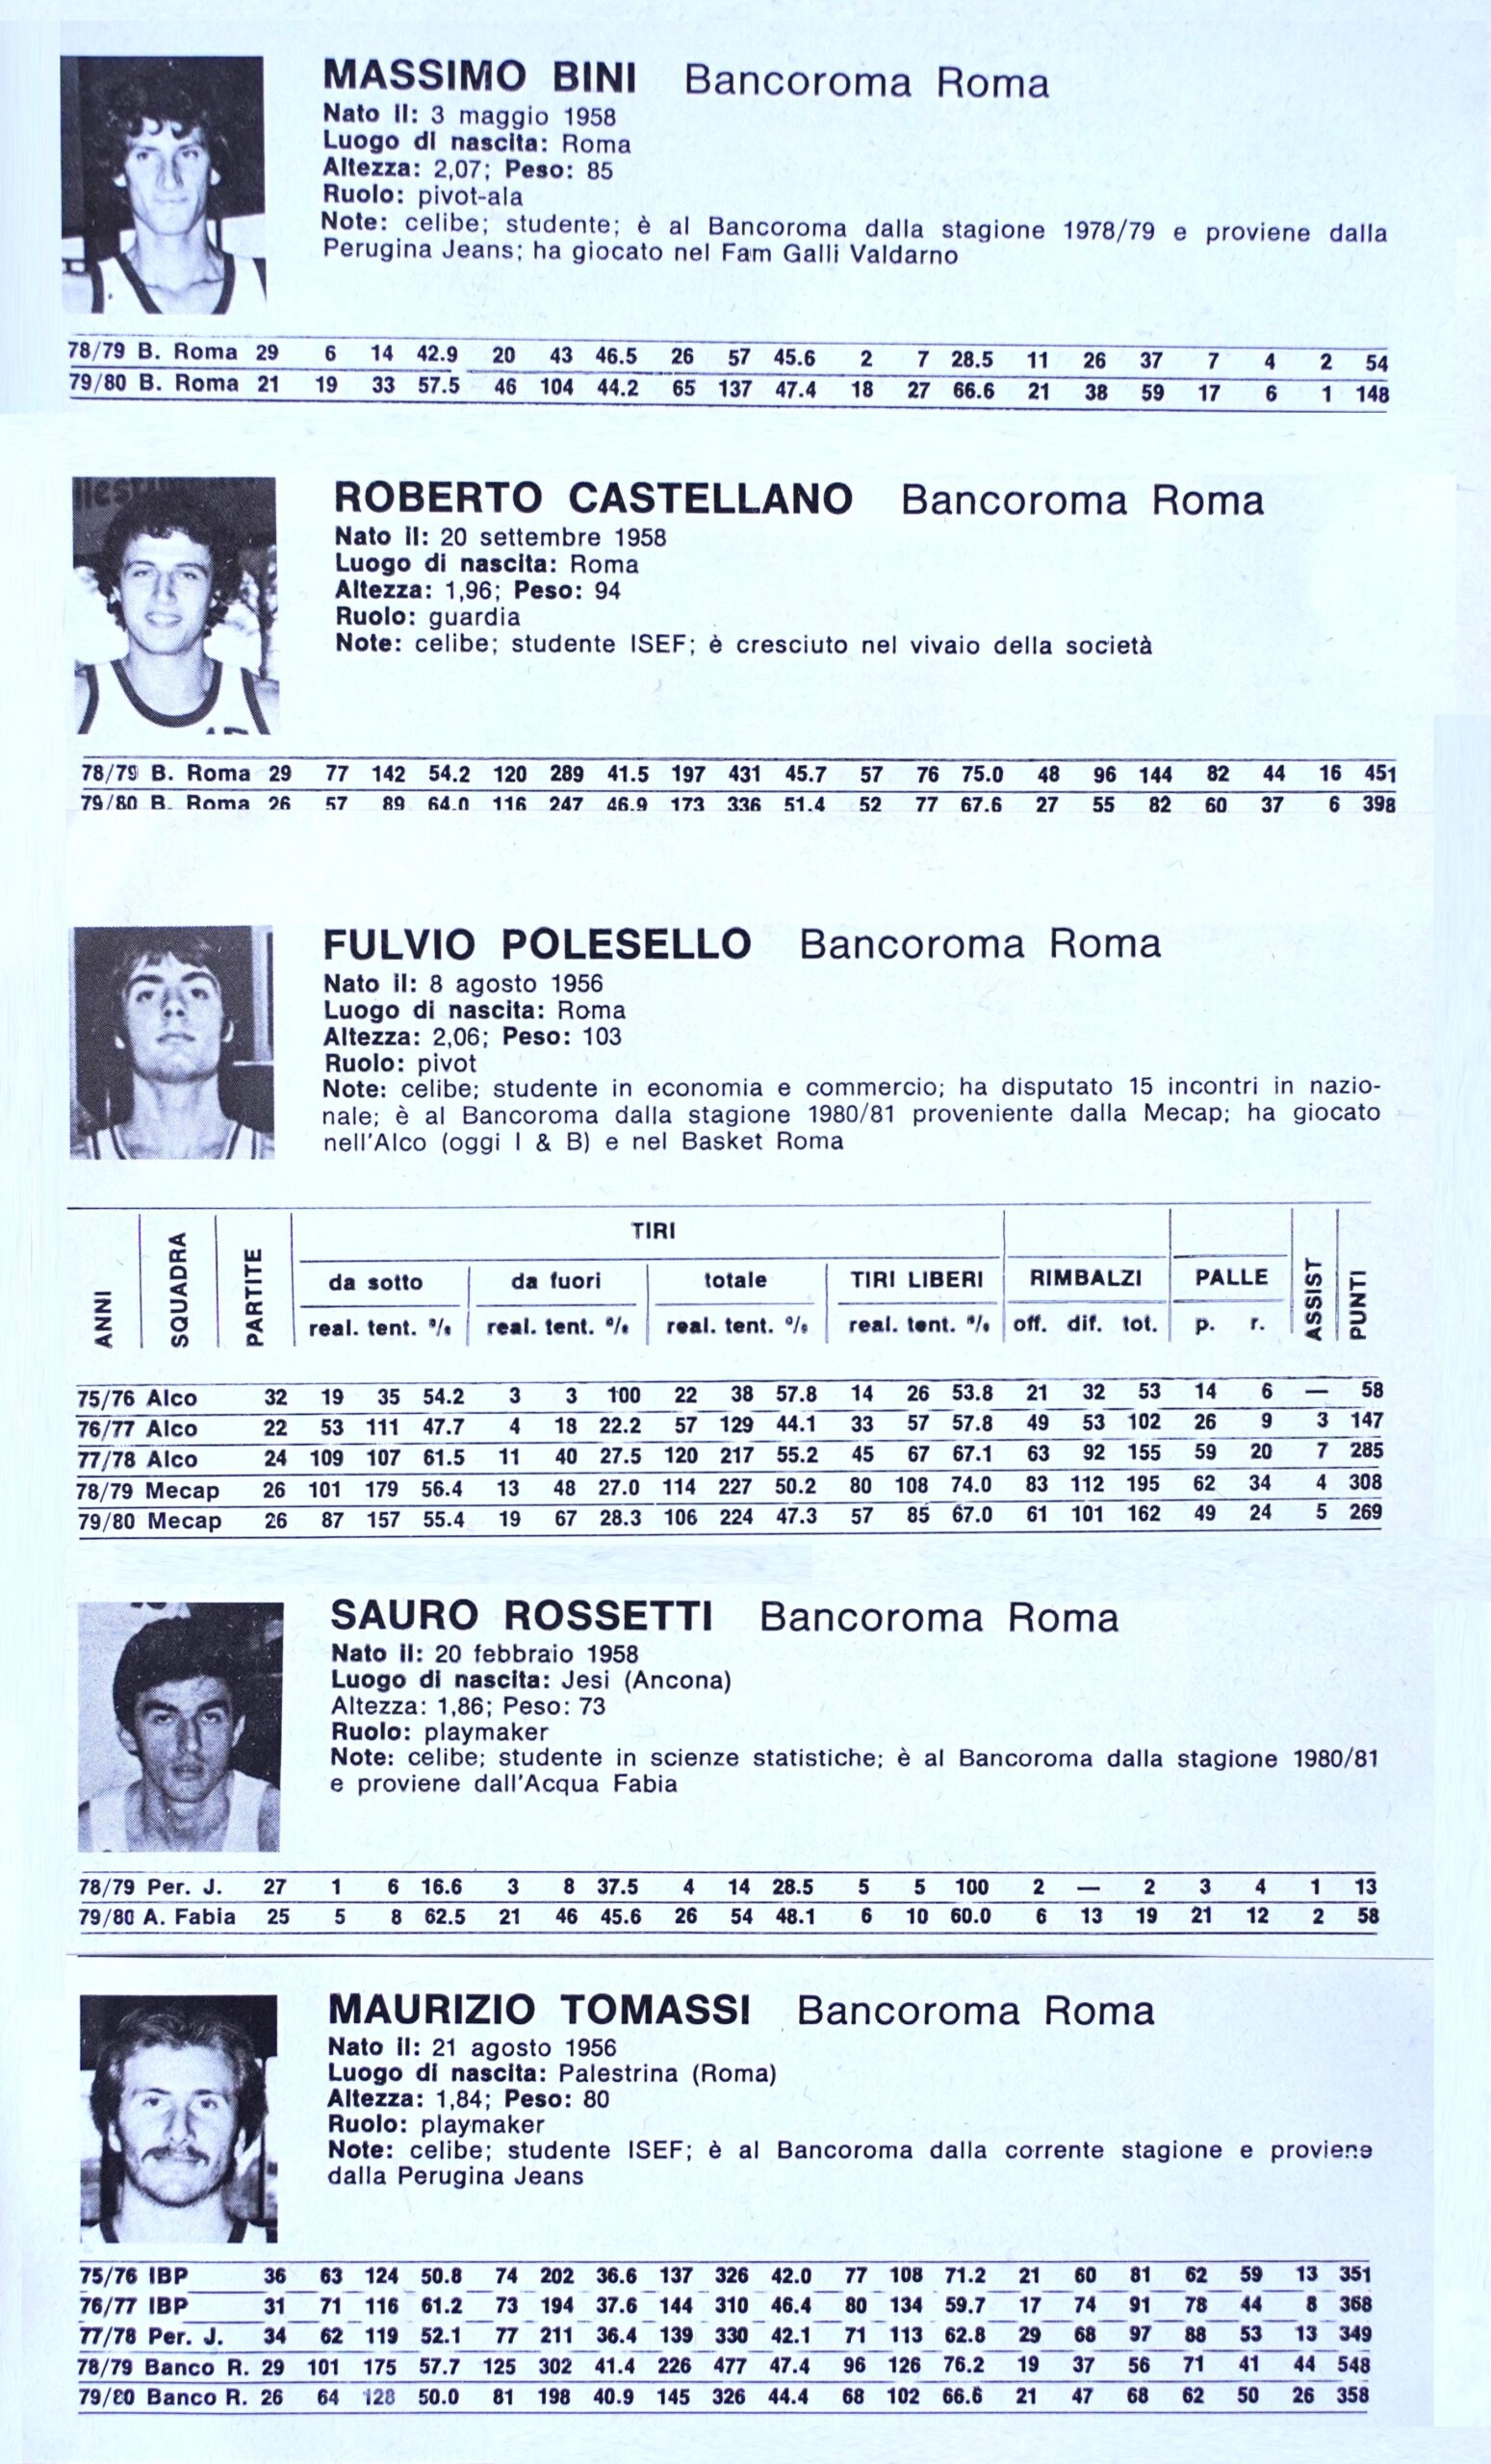 MASSIMO BINI Bancoroma Roma
Nato il: 3 maggio 1958
Luogo di nascita: Roma
Altezza: 2,07; Peso: 85
Ruolo: pivot-ala
Note: celibe; studente; è al Bancoroma dalla stagione 1978/79 e proviene dalla
Perugina Jeans; ha giocato nel Fam Galli Valdarno
78/79 B. Roma 29 6 14 42.9 20 43 46.5 26 57 45.6 2 7 28.5 11 26 37 7 4 2 54
79/80 B. Roma 21 19 33 57.5 46 104 44.2 65 137 47.4 18 27 66.6 21 38 59 17 6 1 148
ROBERTO CASTELLANO Bancoroma Roma
Nato il: 20 settembre 1958
Luogo di nascita: Roma
Altezza: 1,96; Peso: 94
Ruolo: guardia
Note: celibe; studente ISEF; è cresciuto nel vivaio della società
78/79 B. Roma 29 77 142 54.2 120 289 41.5 197 431 45.7 57 76 75.0 48 96 144 82 44 16 451
79/80 B. Roma 26 57 89 64.0 116 247 46.9 173 336 51.4 52 77 67.6 27 55 82 60 37 6 398
FULVIO POLESELLO Bancoroma Roma
Nato il: 8 agosto 1956
Luogo di nascita: Roma
Altezza: 2,06; Peso: 103
Ruolo: pivot
Note: celibe; studente in economia e commercio; ha disputato 15 incontri in nazio-
nale; è al Bancoroma dalla stagione 1980/81 proveniente dalla Mecap; ha giocato
nell'Alco (oggi I & B) e nel Basket Roma
TIRI
ANNI SQUADRA PARTITE da sotto da fuori totale TIRI LIBERI RIMBALZI PALLE ASSIST PUNTI
real. tent. % real. tent. % real. tent. % real. tent. % off. dif. tot. p. r.
75/76 Alco 32 19 35 54.2 3 3 100 22 38 57.8 14 26 53.8 21 32 53 14 6 — 58
76/77 Alco 22 53 111 47.7 4 18 22.2 57 129 44.1 33 57 57.8 49 53 102 26 9 3 147
77/78 Alco 24 109 107 61.5 11 40 27.5 120 217 55.2 45 67 67.1 63 92 155 59 20 7 285
78/79 Mecap 26 101 179 56.4 13 48 27.0 114 227 50.2 80 108 74.0 83 112 195 62 34 4 308
79/80 Mecap 26 87 157 55.4 19 67 28.3 106 224 47.3 57 85 67.0 61 101 162 49 24 5 269
SAURO ROSSETTI Bancoroma Roma
Nato il: 20 febbraio 1958
Luogo di nascita: Jesi (Ancona)
Altezza: 1,86; Peso: 73
Ruolo: playmaker
Note: celibe; studente in scienze statistiche; è al Bancoroma dalla stagione 1980/81
e proviene dall'Acqua Fabia
78/79 Per. J. 27 1 6 16.6 3 8 37.5 4 14 28.5 5 5 100 2 — 2 3 4 1 13
79/80 A. Fabia 25 5 8 62.5 21 46 45.6 26 54 48.1 6 10 60.0 6 13 19 21 12 2 58
MAURIZIO TOMASSI Bancoroma Roma
Nato il: 21 agosto 1956
Luogo di nascita: Palestrina (Roma)
Altezza: 1,84; Peso: 80
Ruolo: playmaker
Note: celibe; studente ISEF; è al Bancoroma dalla corrente stagione e proviene
dalla Perugina Jeans
75/76 IBP 36 63 124 50.8 74 202 36.6 137 326 42.0 77 108 71.2 21 60 81 62 59 13 351
76/77 IBP 31 71 116 61.2 73 194 37.6 144 310 46.4 80 134 59.7 17 74 91 78 44 8 368
77/78 Per. J. 34 62 119 52.1 77 211 36.4 139 330 42.1 71 113 62.8 29 68 97 88 53 13 349
78/79 Banco R. 29 101 175 57.7 125 302 41.4 226 477 47.4 96 126 76.2 19 37 56 71 41 44 548
79/80 Banco R. 26 64 128 50.0 81 198 40.9 145 326 44.4 68 102 66.6 21 47 68 62 50 26 358